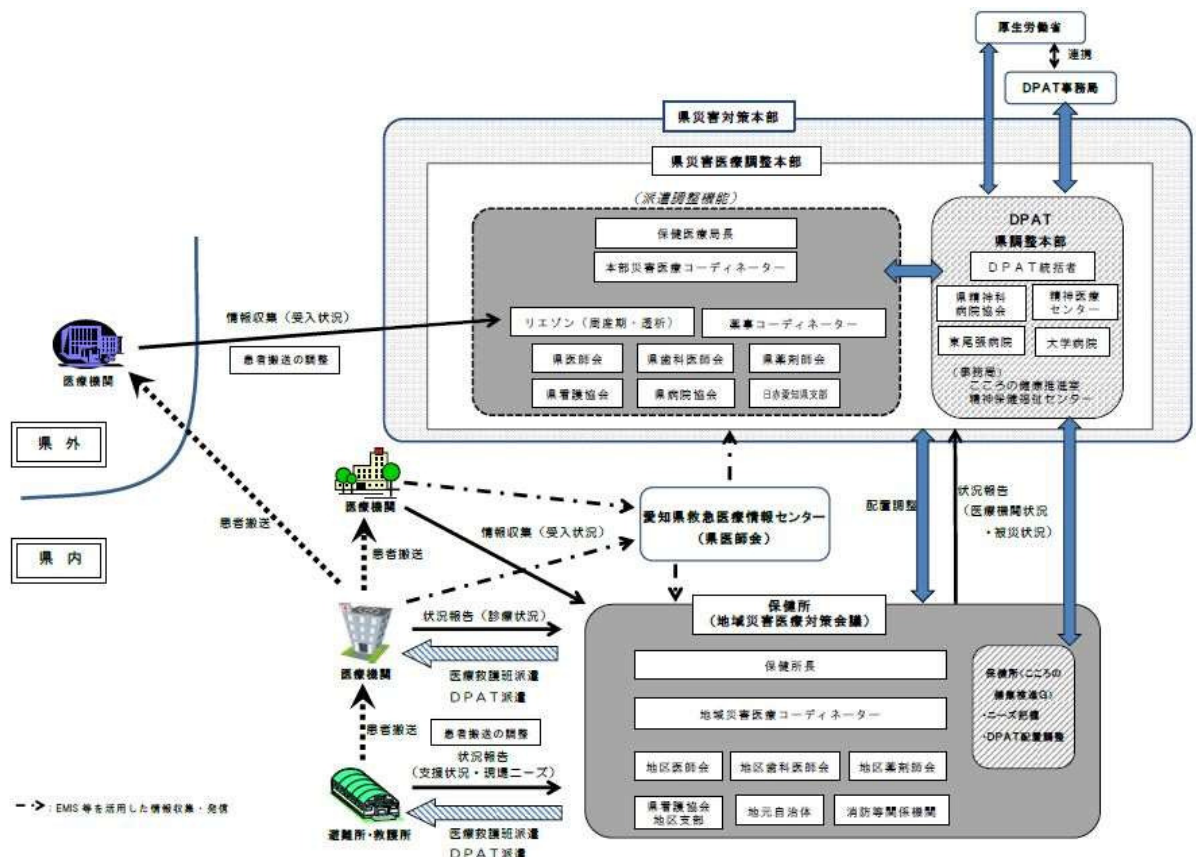 厚生労働省
連携
DPAT事務局
県災害対策本部
県災害医療調整本部
(派遣調整機能)
保健医療局長
本部災害医療コーディネーター
リエゾン(周産期・透析)
薬事コーディネーター
県医師会
県歯科医師会
県薬剤師会
県看護協会
県病院協会
日赤愛知県支部
DPAT
県調整本部
DPAT統括者
県精神科
病院協会
精神医療
センター
東尾張病院
大学病院
(事務局)
こころの健康推進室
精神保健福祉センター
情報収集(受入状況)
患者搬送の調整
医療機関
県 外
県 内
患者搬送
医療機関
患者搬送
情報収集(受入状況)
愛知県救急医療情報センター
(県医師会)
配置調整
状況報告
(医療機関状況
・被災状況)
医療機関
状況報告(診療状況)
医療救護班派遣
DPAT派遣
患者搬送
患者搬送の調整
状況報告
(支援状況・現場ニーズ)
医療救護班派遣
DPAT派遣
避難所・救護所
保健所
(地域災害医療対策会議)
保健所長
地域災害医療コーディネーター
地区医師会
地区歯科医師会
地区薬剤師会
県看護協会
地区支部
地元自治体
消防等関係機関
保健所(こころの
健康推進G)
・ニーズ把握
・DPAT配置調整
:EMIS等を活用した情報収集・発信